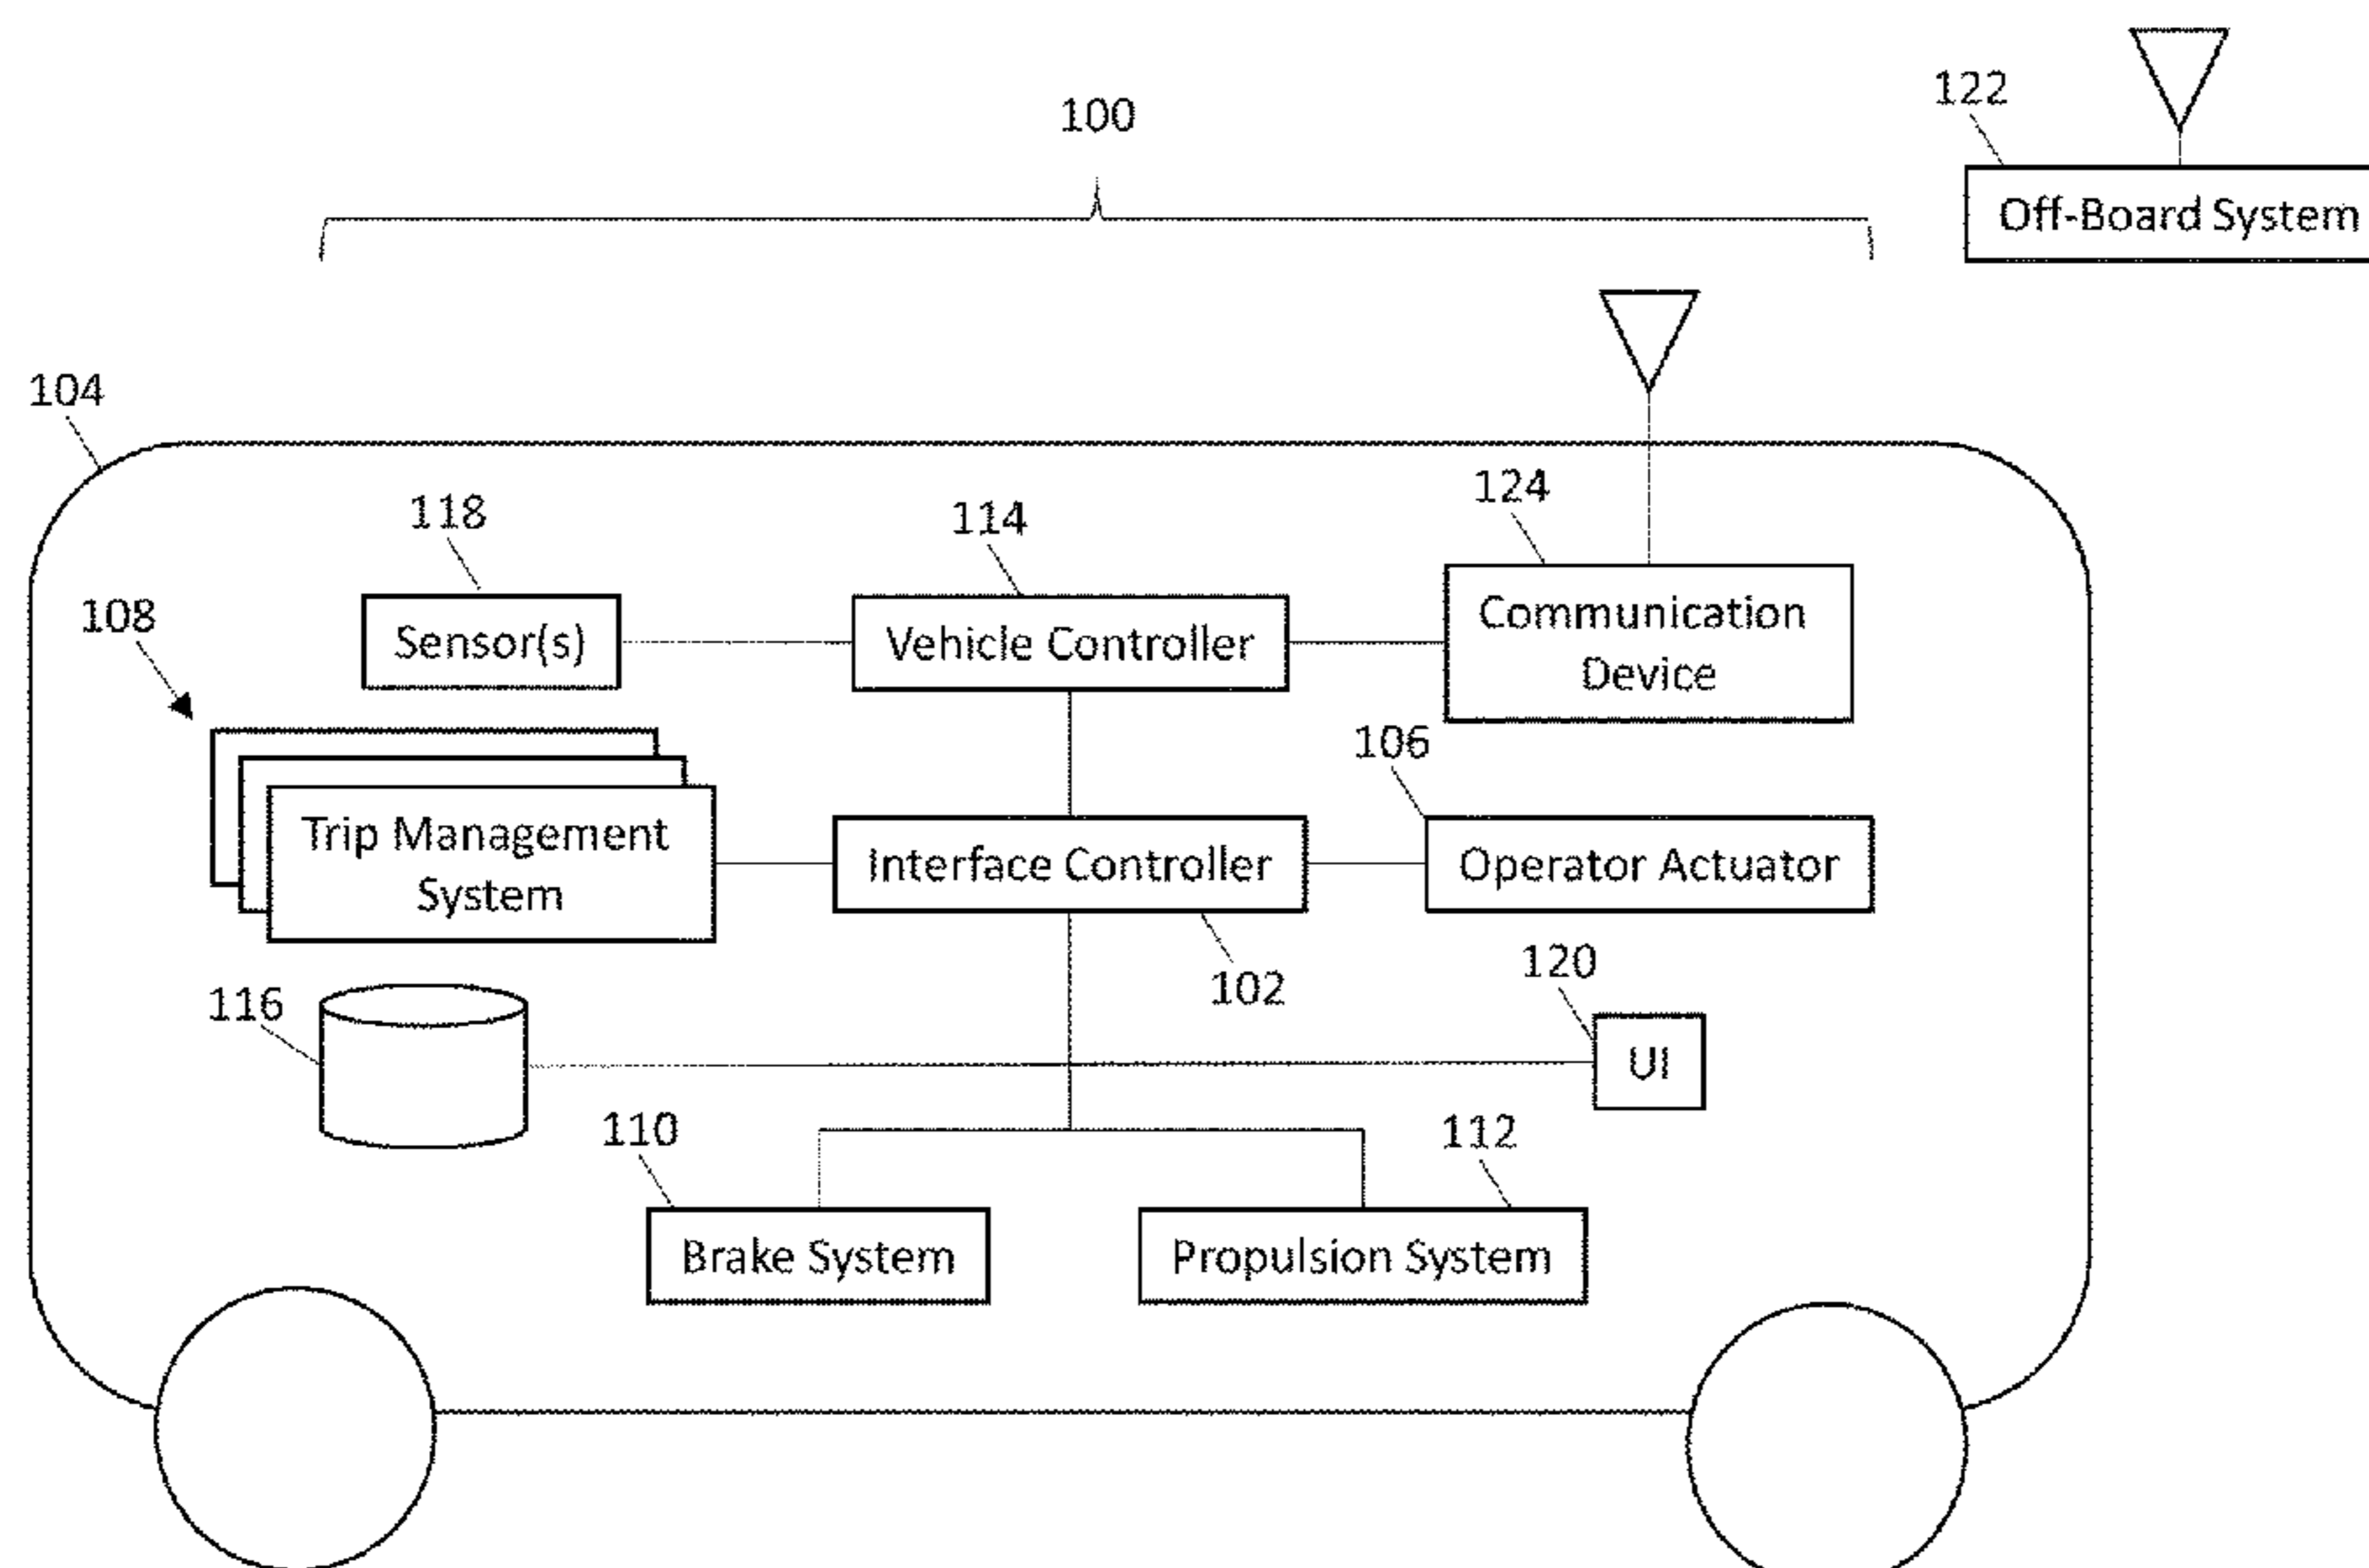 100
122
Off-Board System
104
118
114
124
108
Sensor(s)
Vehicle Controller
Communication
Device
106
Trip Management
System
Interface Controller
Operator Actuator
102
120
116
UI
110
112
Brake System
Propulsion System